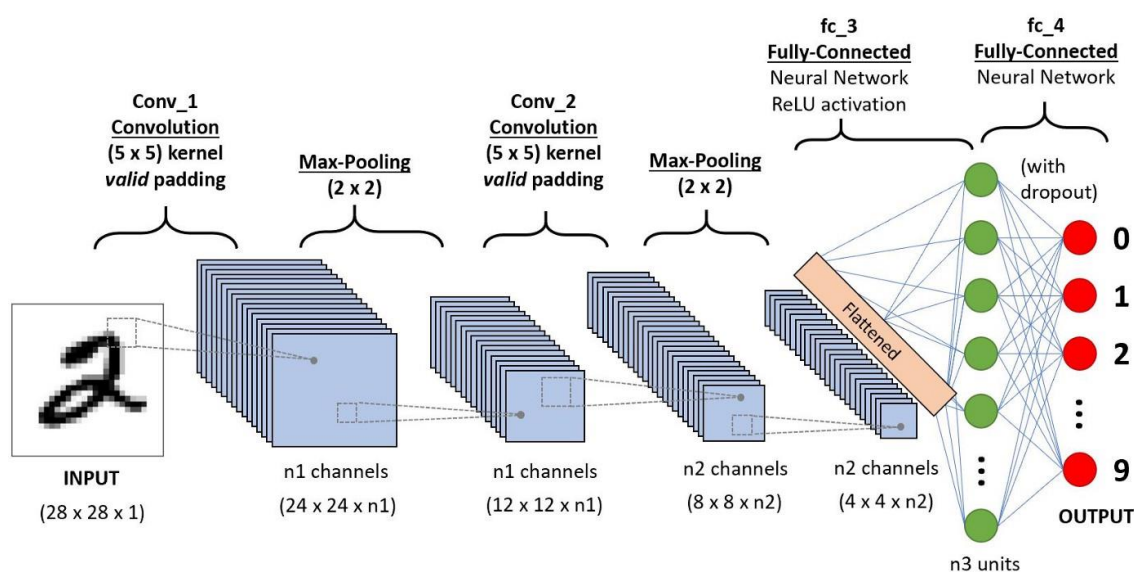 Conv_1
Convolution
(5 x 5) kernel
valid padding
Max-Pooling
(2 x 2)
Conv_2
Convolution
(5 x 5) kernel
valid padding
Max-Pooling
(2 x 2)
fc_3
Fully-Connected
Neural Network
ReLU activation
fc_4
Fully-Connected
Neural Network
(with
dropout)
INPUT
(28 x 28 x 1)
n1 channels
(24 x 24 x n1)
n1 channels
(12 x 12 x n1)
n2 channels
(8 x 8 x n2)
n2 channels
(4 x 4 x n2)
Flattened
n3 units
0
1
2
9
OUTPUT
2